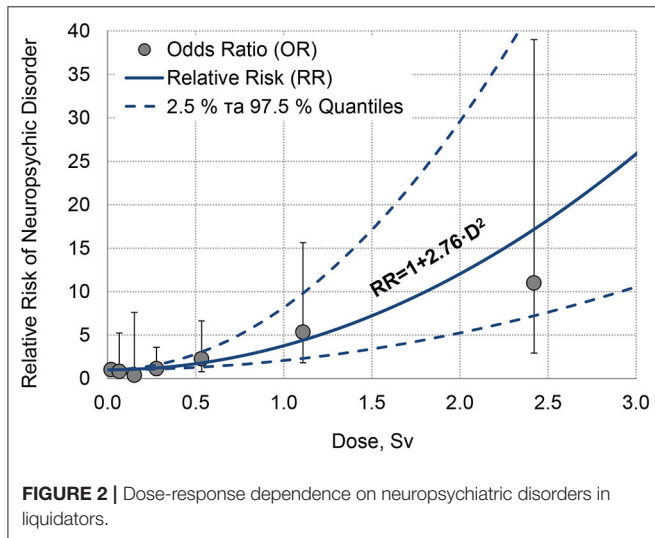 40
35
30
25
20
15
10
5
0
Relative Risk of Neuropsychic Disorder
Odds Ratio (OR)
Relative Risk (RR)
2.5 % та 97.5 % Quantiles
RR=1+2.76·D²
0.0 0.5 1.0 1.5 2.0 2.5 3.0
Dose, Sv
FIGURE 2 | Dose-response dependence on neuropsychiatric disorders in
liquidators.